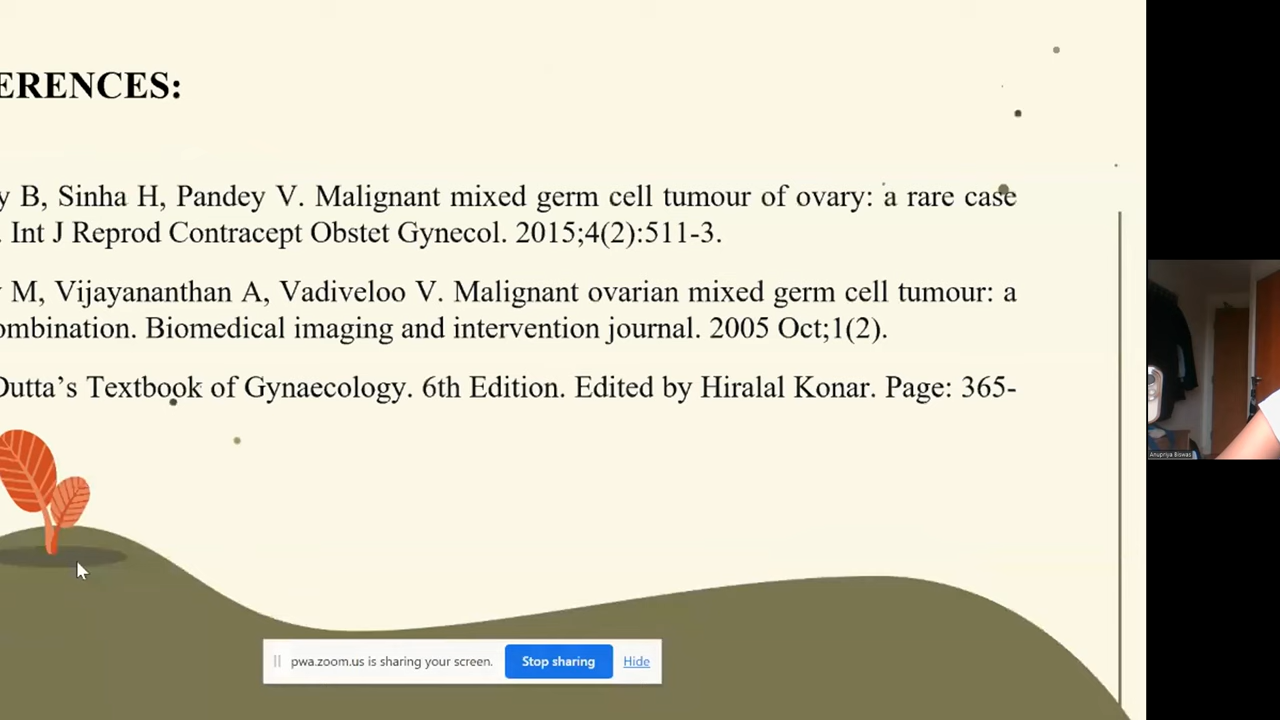 ERENCES:
y B, Sinha H, Pandey V. Malignant mixed germ cell tumour of ovary: a rare case
. Int J Reprod Contracept Obstet Gynecol. 2015;4(2):511-3.
y M, Vijayananthan A, Vadiveloo V. Malignant ovarian mixed germ cell tumour: a
ombination. Biomedical imaging and intervention journal. 2005 Oct;1(2).
Dutta’s Textbook of Gynaecology. 6th Edition. Edited by Hiralal Konar. Page: 365-
Anupriya Biswas
pwa.zoom.us is sharing your screen. Stop sharing Hide